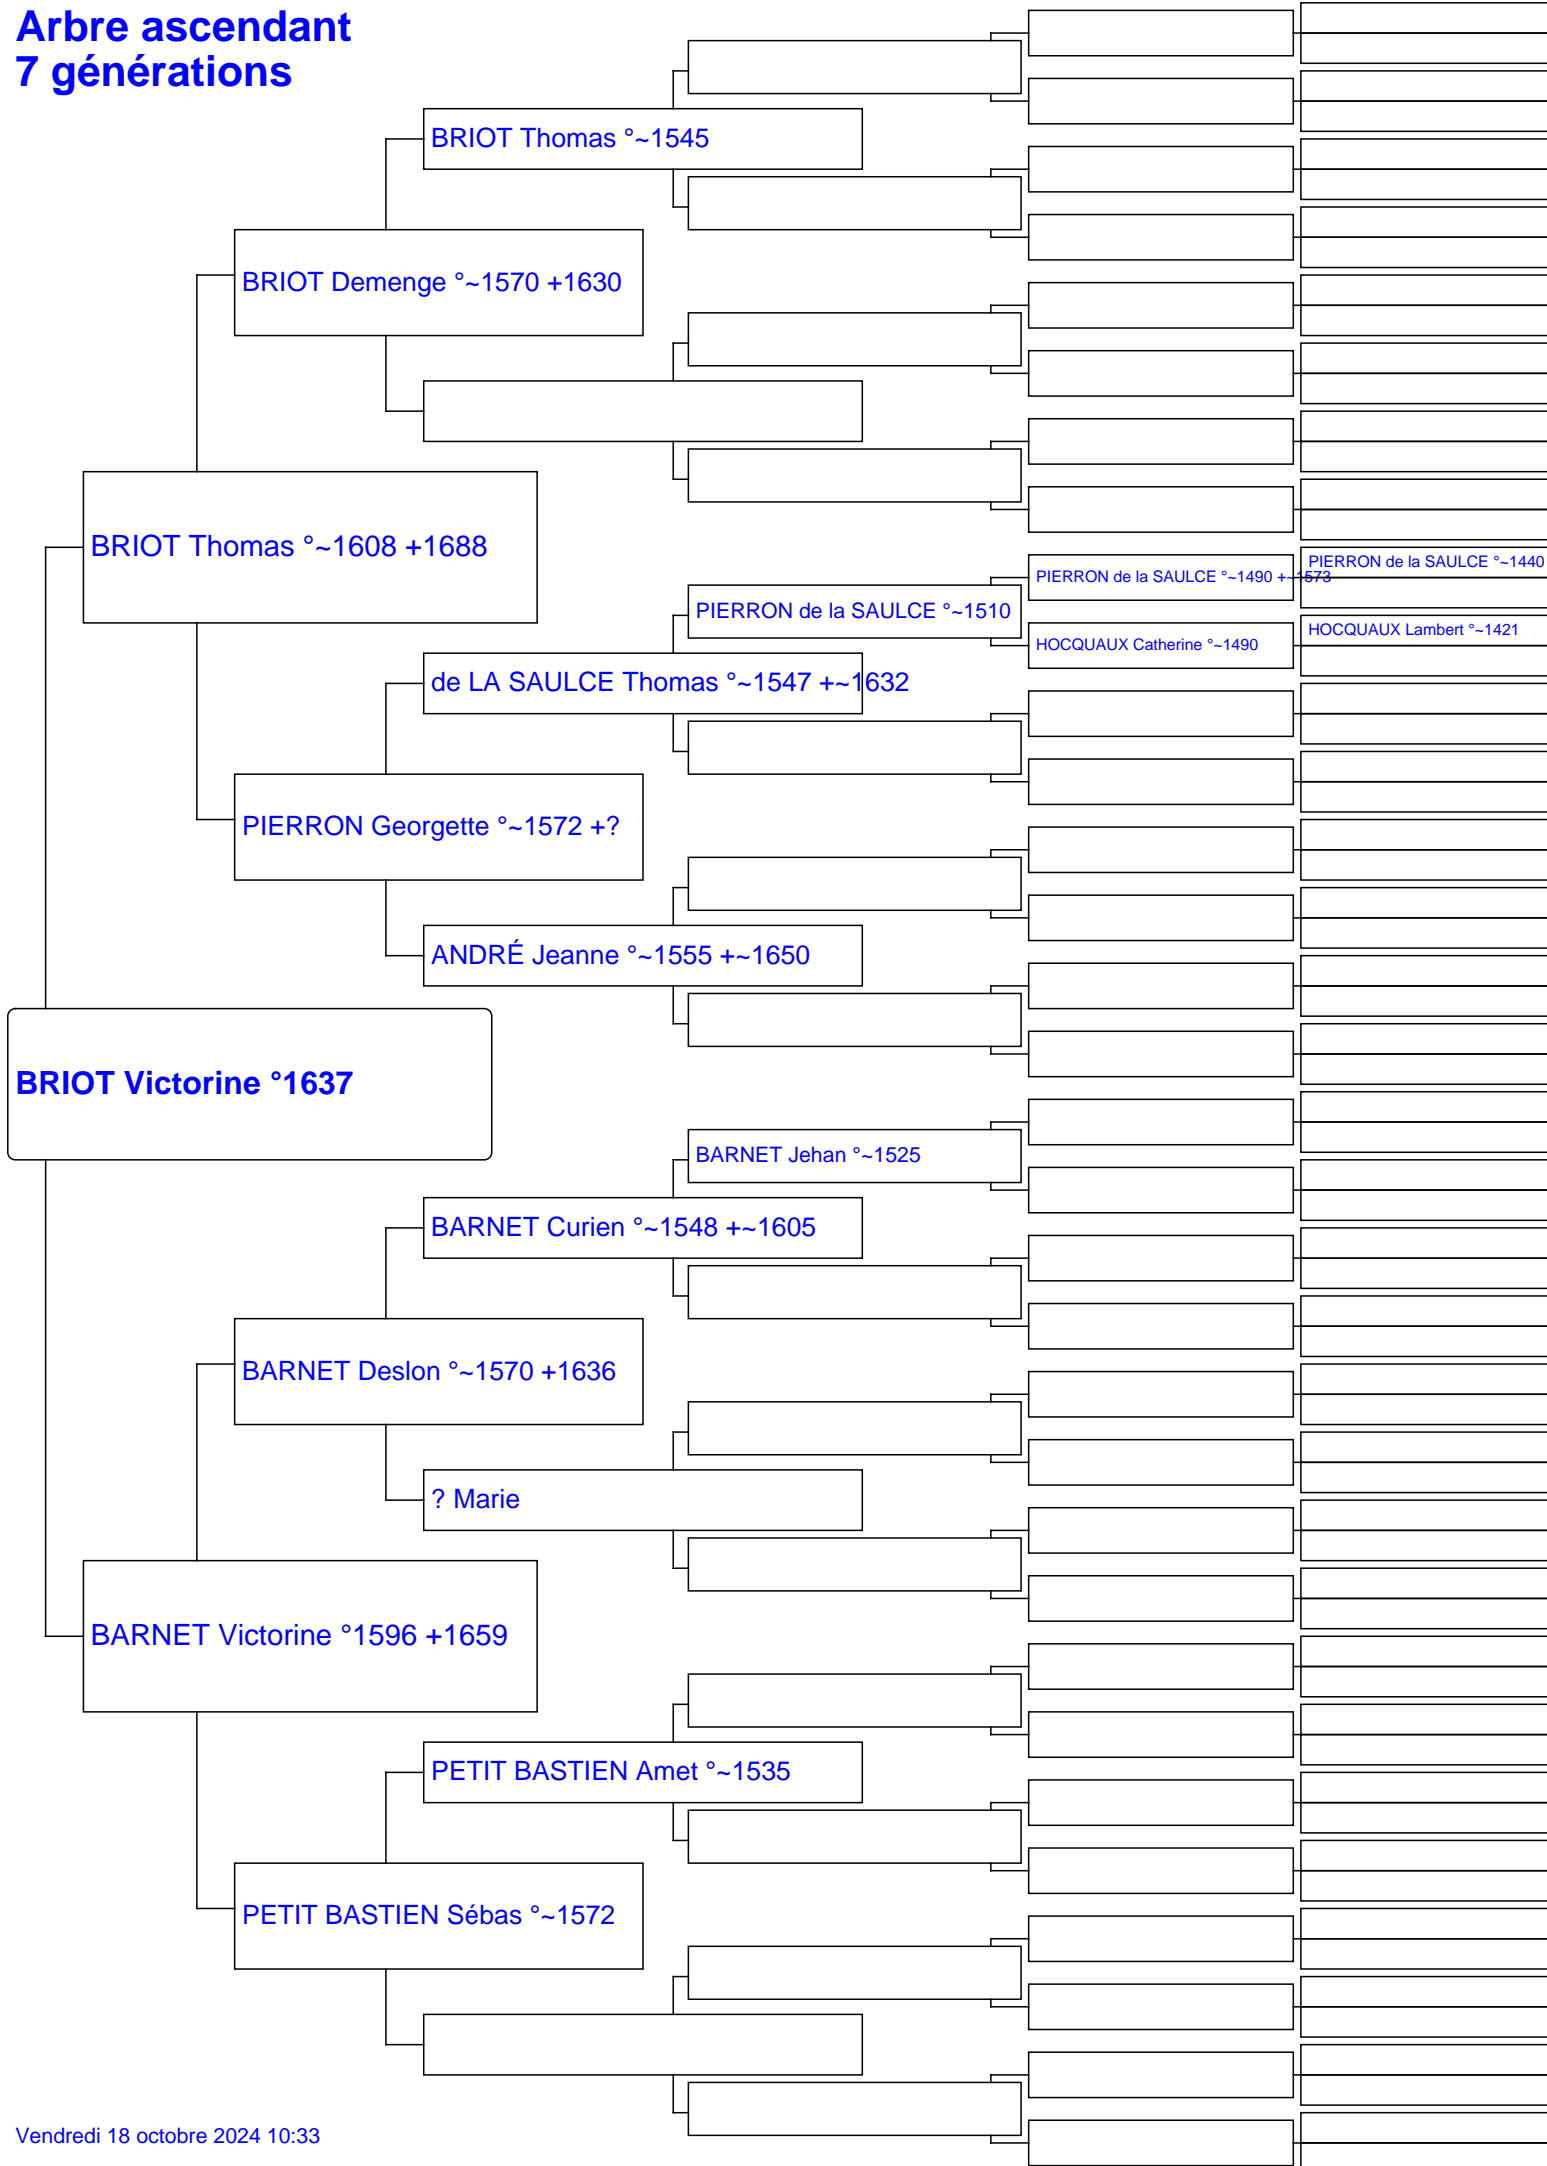 Arbre ascendant
7 générations
BRIOT Thomas °~1545
BRIOT Demenge °~1570 +1630
BRIOT Thomas °~1608 +1688
PIERRON de la SAULCE °~1440
PIERRON de la SAULCE °~1490 +~1573
PIERRON de la SAULCE °~1510
HOCQUAUX Lambert °~1421
HOCQUAUX Catherine °~1490
de LA SAULCE Thomas °~1547 +~1632
PIERRON Georgette °~1572 +?
ANDRÉ Jeanne °~1555 +~1650
BRIOT Victorine °1637
BARNET Jehan °~1525
BARNET Curien °~1548 +~1605
BARNET Deslon °~1570 +1636
? Marie
BARNET Victorine °1596 +1659
PETIT BASTIEN Amet °~1535
PETIT BASTIEN Sébas °~1572
Vendredi 18 octobre 2024 10:33